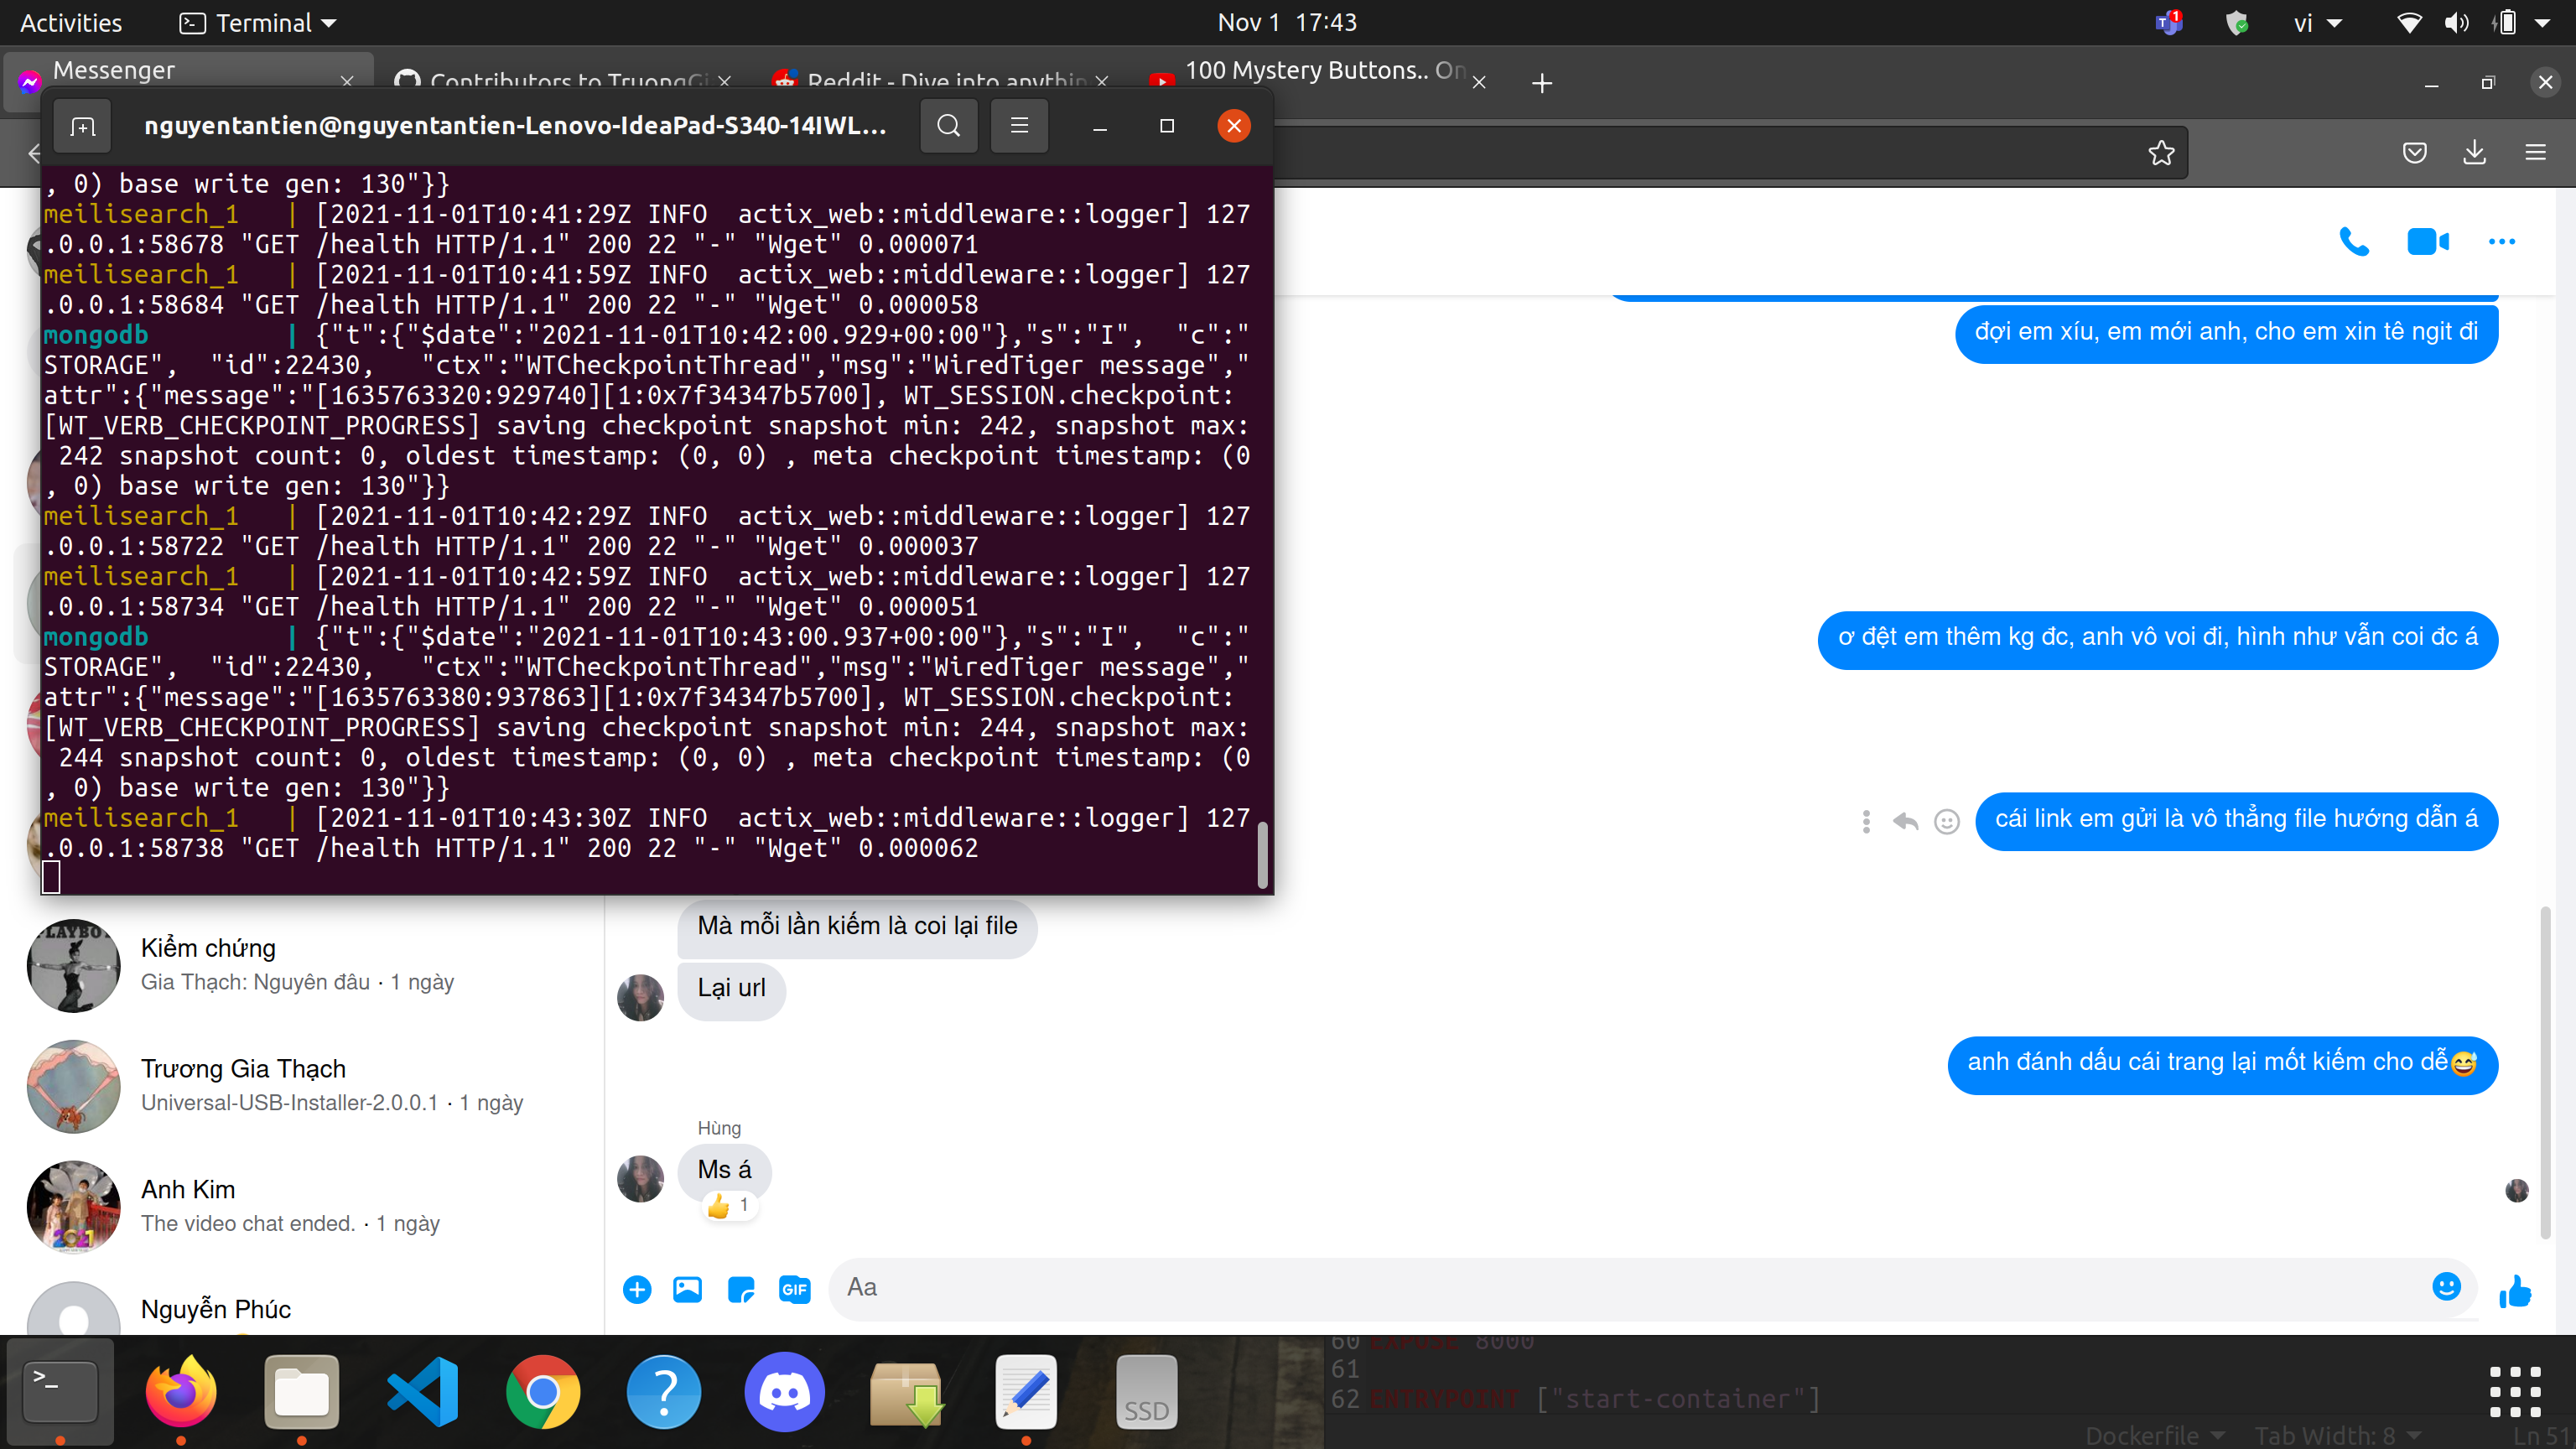 Activities
Terminal
Nov 1 17:43
vi
Messenger
Contributors to TruongGi
Reddit - Dive into anythin
100 Mystery Buttons.. On
nguyentantien@nguyentantien-Lenovo-IdeaPad-S340-14IWL...
, 0) base write gen: 130"}}
meilisearch_1 | [2021-11-01T10:41:29Z INFO actix_web::middleware::logger] 127
.0.0.1:58678 "GET /health HTTP/1.1" 200 22 "-" "Wget" 0.000071
meilisearch_1 | [2021-11-01T10:41:59Z INFO actix_web::middleware::logger] 127
.0.0.1:58684 "GET /health HTTP/1.1" 200 22 "-" "Wget" 0.000058
mongodb | {"t":{"$date":"2021-11-01T10:42:00.929+00:00"},"s":"I", "c":"
STORAGE", "id":22430, "ctx":"WTCheckpointThread","msg":"WiredTiger message","
attr":{"message":"[1635763320:929740][1:0x7f34347b5700], WT_SESSION.checkpoint:
[WT_VERB_CHECKPOINT_PROGRESS] saving checkpoint snapshot min: 242, snapshot max:
242 snapshot count: 0, oldest timestamp: (0, 0) , meta checkpoint timestamp: (0
, 0) base write gen: 130"}}
meilisearch_1 | [2021-11-01T10:42:29Z INFO actix_web::middleware::logger] 127
.0.0.1:58722 "GET /health HTTP/1.1" 200 22 "-" "Wget" 0.000037
meilisearch_1 | [2021-11-01T10:42:59Z INFO actix_web::middleware::logger] 127
.0.0.1:58734 "GET /health HTTP/1.1" 200 22 "-" "Wget" 0.000051
mongodb | {"t":{"$date":"2021-11-01T10:43:00.937+00:00"},"s":"I", "c":"
STORAGE", "id":22430, "ctx":"WTCheckpointThread","msg":"WiredTiger message","
attr":{"message":"[1635763380:937863][1:0x7f34347b5700], WT_SESSION.checkpoint:
[WT_VERB_CHECKPOINT_PROGRESS] saving checkpoint snapshot min: 244, snapshot max:
244 snapshot count: 0, oldest timestamp: (0, 0) , meta checkpoint timestamp: (0
, 0) base write gen: 130"}}
meilisearch_1 | [2021-11-01T10:43:30Z INFO actix_web::middleware::logger] 127
.0.0.1:58738 "GET /health HTTP/1.1" 200 22 "-" "Wget" 0.000062
đợi em xíu, em mới anh, cho em xin tê ngịt đi
ơ đệt em thêm kg đc, anh vô voi đi, hình như vẫn coi đc á
cái link em gửi là vô thẳng file hướng dẫn á
Mà mỗi lần kiếm là coi lại file
Lại url
anh đánh dấu cái trang lại mốt kiếm cho dễ😅
Hùng
Ms á
👍 1
Aa
GIF
PLAYBO
Kiểm chứng
Gia Thạch: Nguyên đâu · 1 ngày
Trương Gia Thạch
Universal-USB-Installer-2.0.0.1 · 1 ngày
Anh Kim
The video chat ended. · 1 ngày
2021
Nguyễn Phúc
SSD
60 EXPOSE 8000
61
62 ENTRYPOINT ["start-container"]
Dockerfile
Tab Width: 8
Ln 51